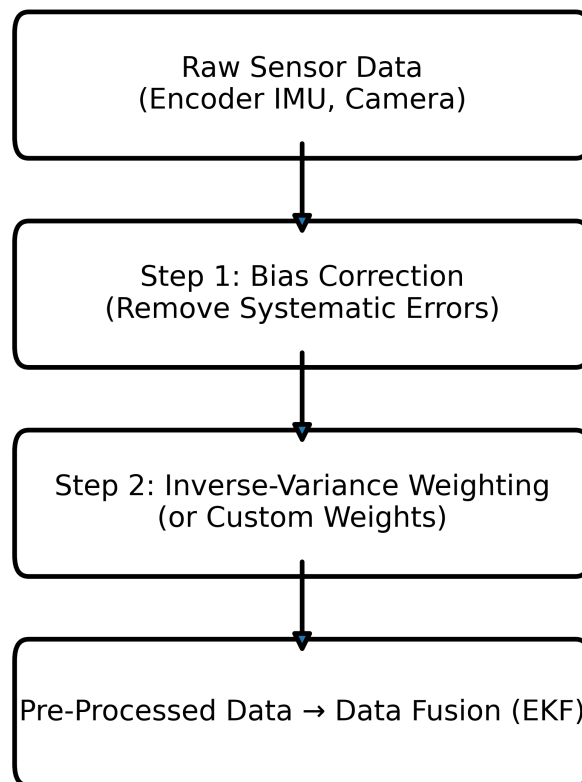 Raw Sensor Data
(Encoder IMU, Camera)
Step 1: Bias Correction
(Remove Systematic Errors)
Step 2: Inverse-Variance Weighting
(or Custom Weights)
Pre-Processed Data → Data Fusion (EKF)